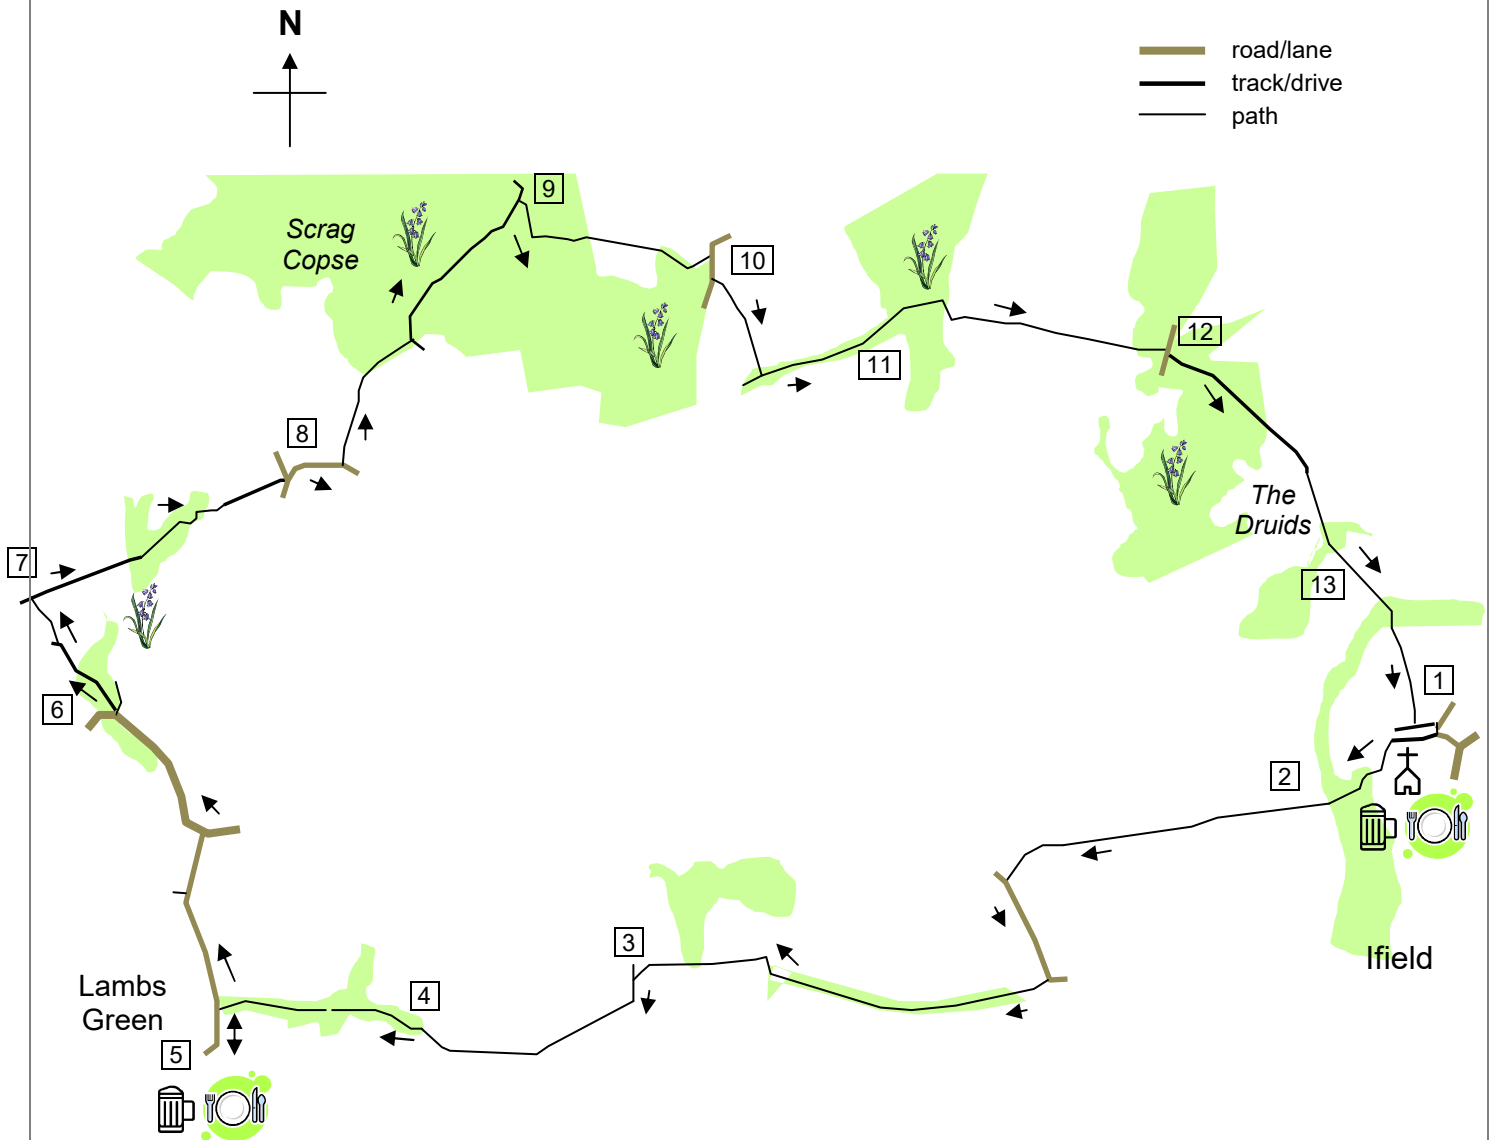 N
road/lane
track/drive
path
9
Scrag
Copse
10
12
11
8
The
Druids
7
13
1
6
2
3
Ifield
Lambs
Green
4
5